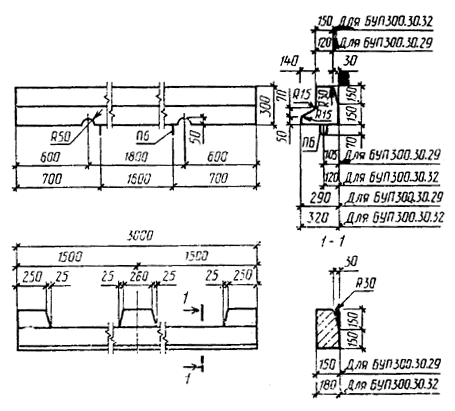 150 Для БУП300.30.32
120 Для БУП300.30.29
140 30
R15 R30
70 R15
50 300 150 150
R50 П6 50 П6 70
600 1800 600
700 1600 700
105 Для БУП300.30.29
120 Для БУП300.30.32
290 Для БУП300.30.29
320 Для БУП300.30.32
1-1
3000
1500 1500
250 25 25 260 25 25 250
1
1
30
R30
150 150
150 Для БУП300.30.29
180 Для БУП300.30.32